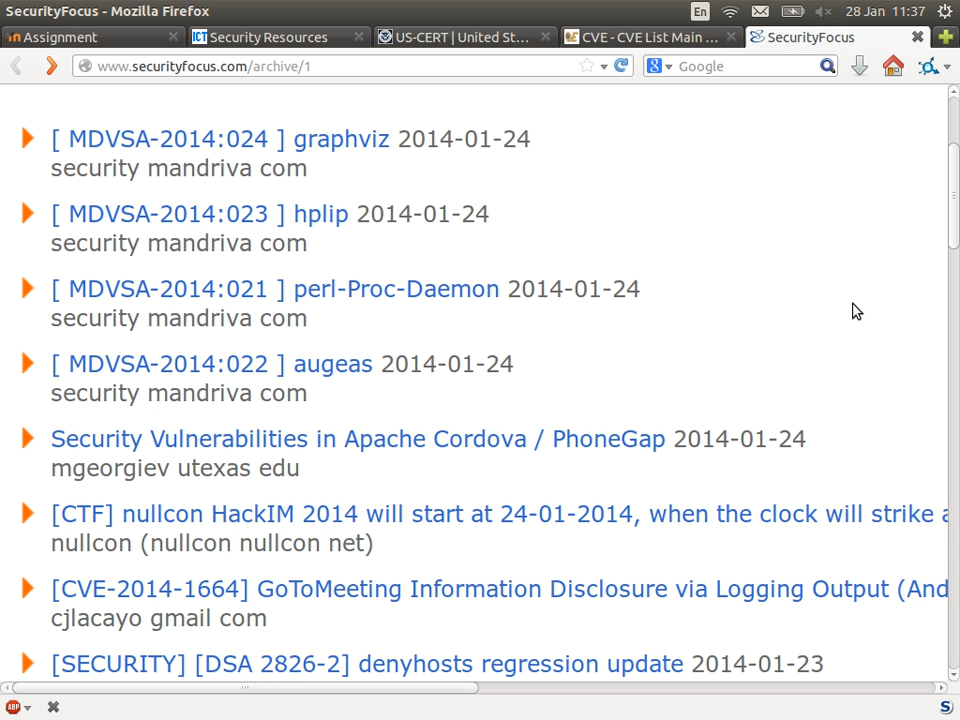 SecurityFocus - Mozilla Firefox
En
28 Jan 11:37
Assignment
ICT Security Resources
US-CERT | United St...
CVE - CVE List Main ...
SecurityFocus
www.securityfocus.com/archive/1
8 Google
[ MDVSA-2014:024 ] graphviz 2014-01-24
security mandriva com
[ MDVSA-2014:023 ] hplip 2014-01-24
security mandriva com
[ MDVSA-2014:021 ] perl-Proc-Daemon 2014-01-24
security mandriva com
[ MDVSA-2014:022 ] augeas 2014-01-24
security mandriva com
Security Vulnerabilities in Apache Cordova / PhoneGap 2014-01-24
mgeorgiev utexas edu
[CTF] nullcon HackIM 2014 will start at 24-01-2014, when the clock will strike a
nullcon (nullcon nullcon net)
[CVE-2014-1664] GoToMeeting Information Disclosure via Logging Output (And
cjlacayo gmail com
[SECURITY] [DSA 2826-2] denyhosts regression update 2014-01-23
ABP
S